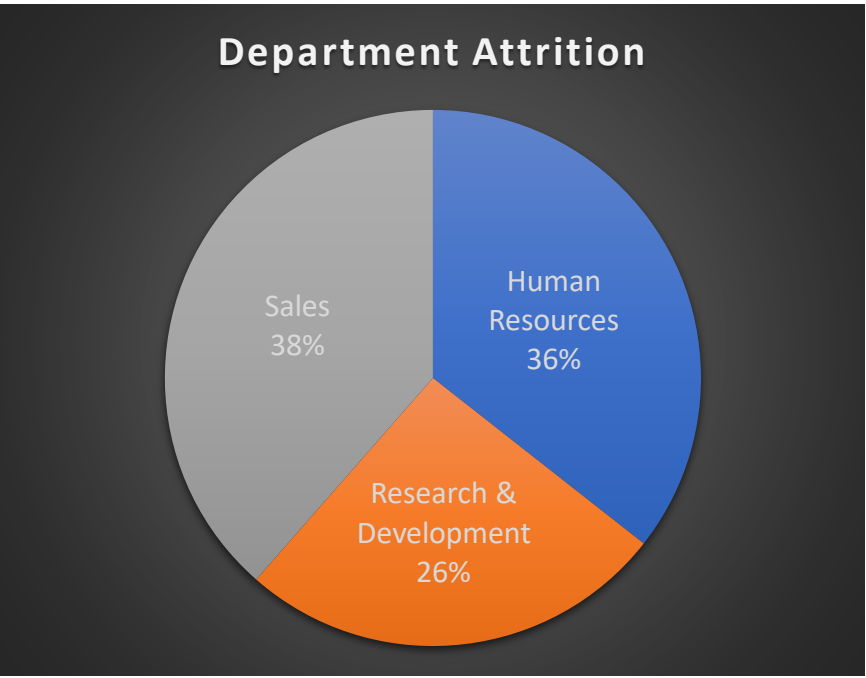 Department Attrition
Human
Resources
36%
Sales
38%
Research &
Development
26%